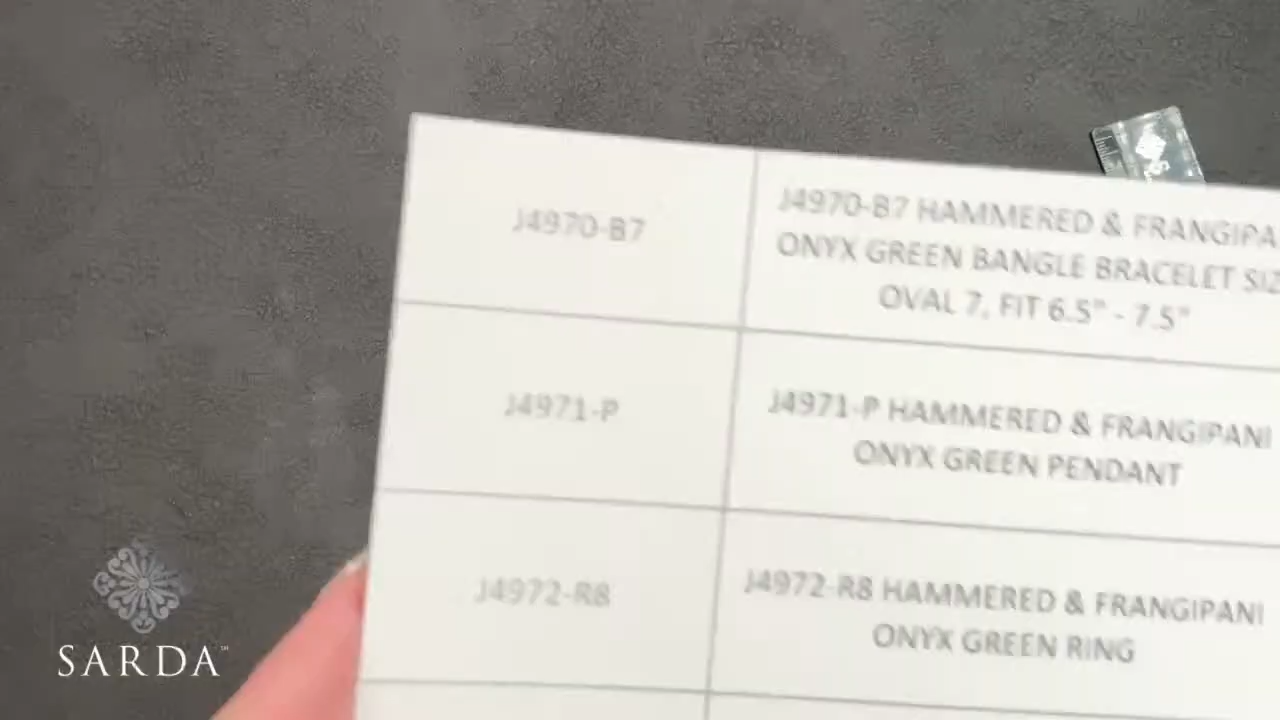 J4970-B7
J4970-B7 HAMMERED & FRANGIPA
ONYX GREEN BANGLE BRACELET SIZ
OVAL 7, FIT 6.5" - 7.5"
J4971-P
J4971-P HAMMERED & FRANGIPANI
ONYX GREEN PENDANT
J4972-R8
J4972-R8 HAMMERED & FRANGIPANI
ONYX GREEN RING
SARDA